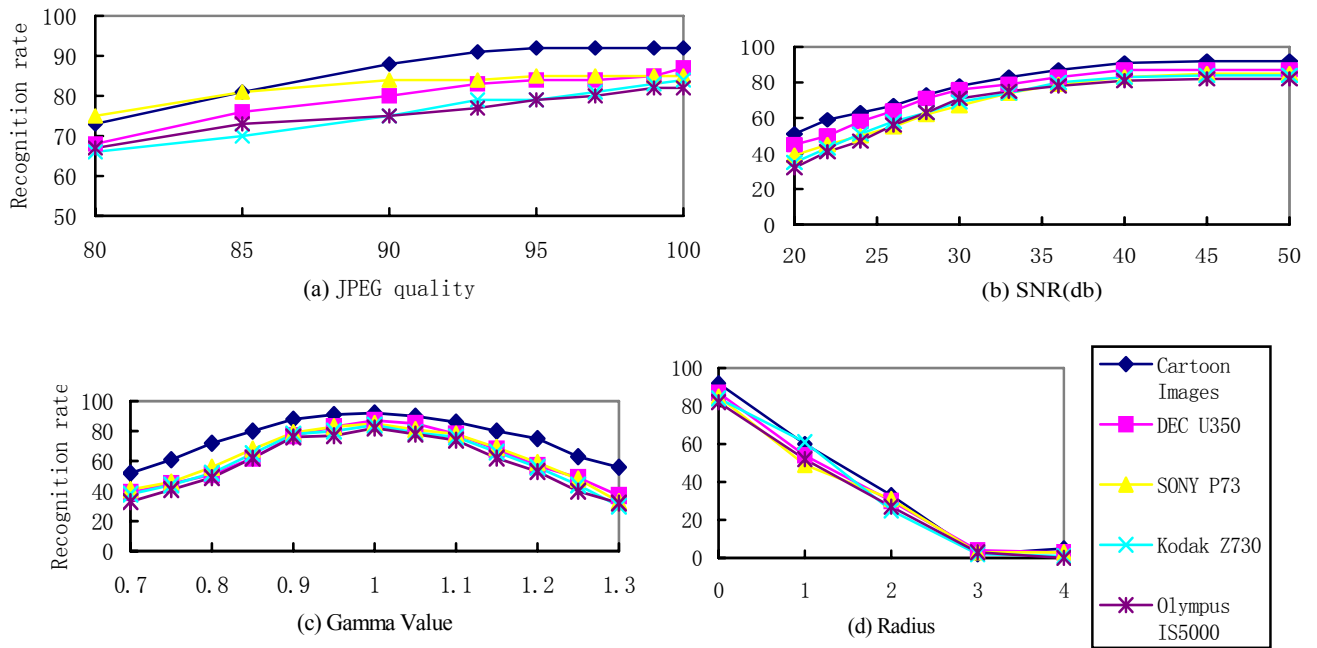 Recognition rate
100
90
80
70
60
50
80 85 90 95 100
(a) JPEG quality
100
80
60
40
20
0
20 25 30 35 40 45 50
(b) SNR(db)
Recognition rate
100
80
60
40
20
0
0.7 0.8 0.9 1 1.1 1.2 1.3
(c) Gamma Value
100
80
60
40
20
0
0 1 2 3 4
(d) Radius
Cartoon
Images
DEC U350
SONY P73
Kodak Z730
Olympus
IS5000